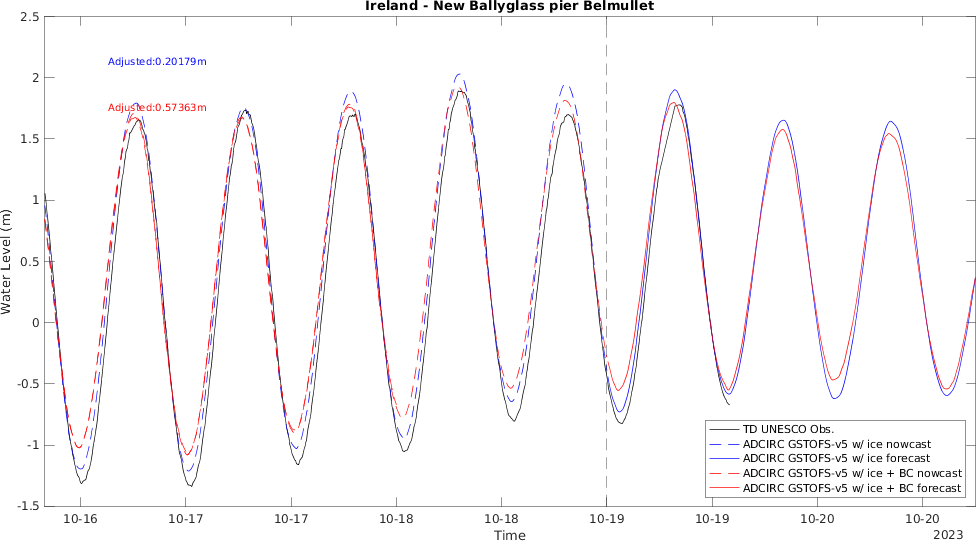 Ireland - New Ballyglass pier Belmullet
2.5
Adjusted:0.20179m
2
Adjusted:0.57363m
1.5
1
0.5
0
-0.5
-1
-1.5
Water Level (m)
TD UNESCO Obs.
ADCIRC GSTOFS-v5 w/ ice nowcast
ADCIRC GSTOFS-v5 w/ ice forecast
ADCIRC GSTOFS-v5 w/ ice + BC nowcast
ADCIRC GSTOFS-v5 w/ ice + BC forecast
10-16 10-17 10-17 10-18 10-18 10-19 10-19 10-20 10-20
Time
2023